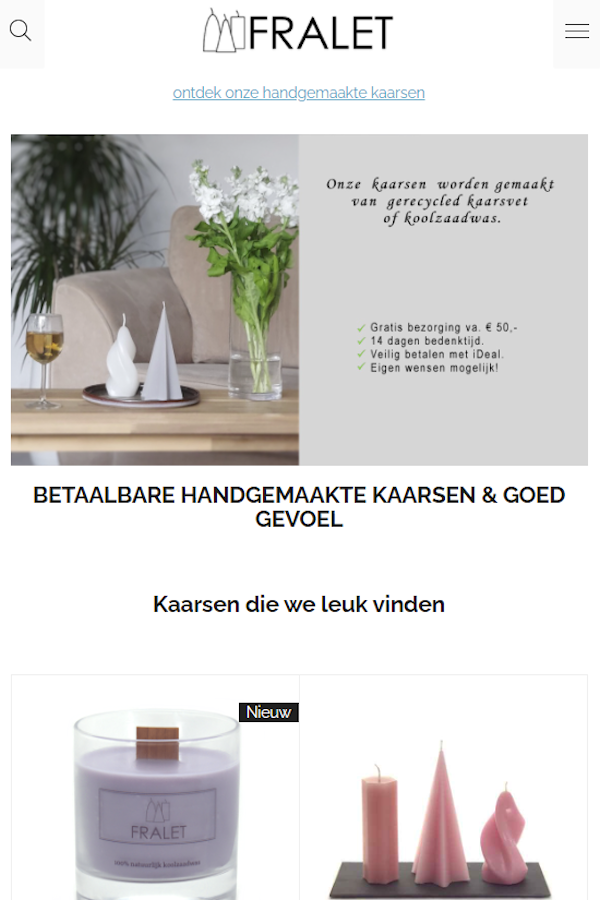 FRALET
ontdek onze handgemaakte kaarsen
Onze kaarsen worden gemaakt
van gerecycled kaarsvet
of koolzaadwas.
Gratis bezorging va. € 50,-
14 dagen bedenktijd.
Veilig betalen met iDeal.
Eigen wensen mogelijk!
BETAALBARE HANDGEMAAKTE KAARSEN & GOED
GEVOEL
Kaarsen die we leuk vinden
Nieuw
FRALET
100% natuurlijk koolzaadwas